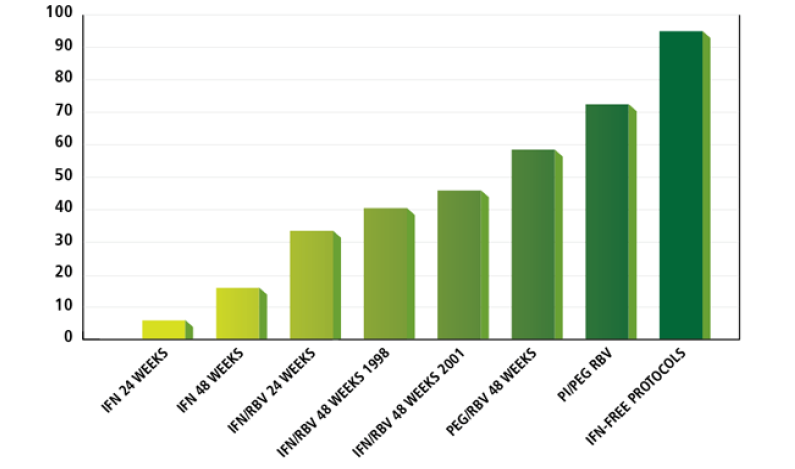 100
90
80
70
60
50
40
30
20
10
0
IFN 24 WEEKS
IFN 48 WEEKS
IFN/RBV 24 WEEKS
IFN/RBV 48 WEEKS 1998
IFN/RBV 48 WEEKS 2001
PEG/RBV 48 WEEKS
PI/PEG RBV
IFN-FREE PROTOCOLS